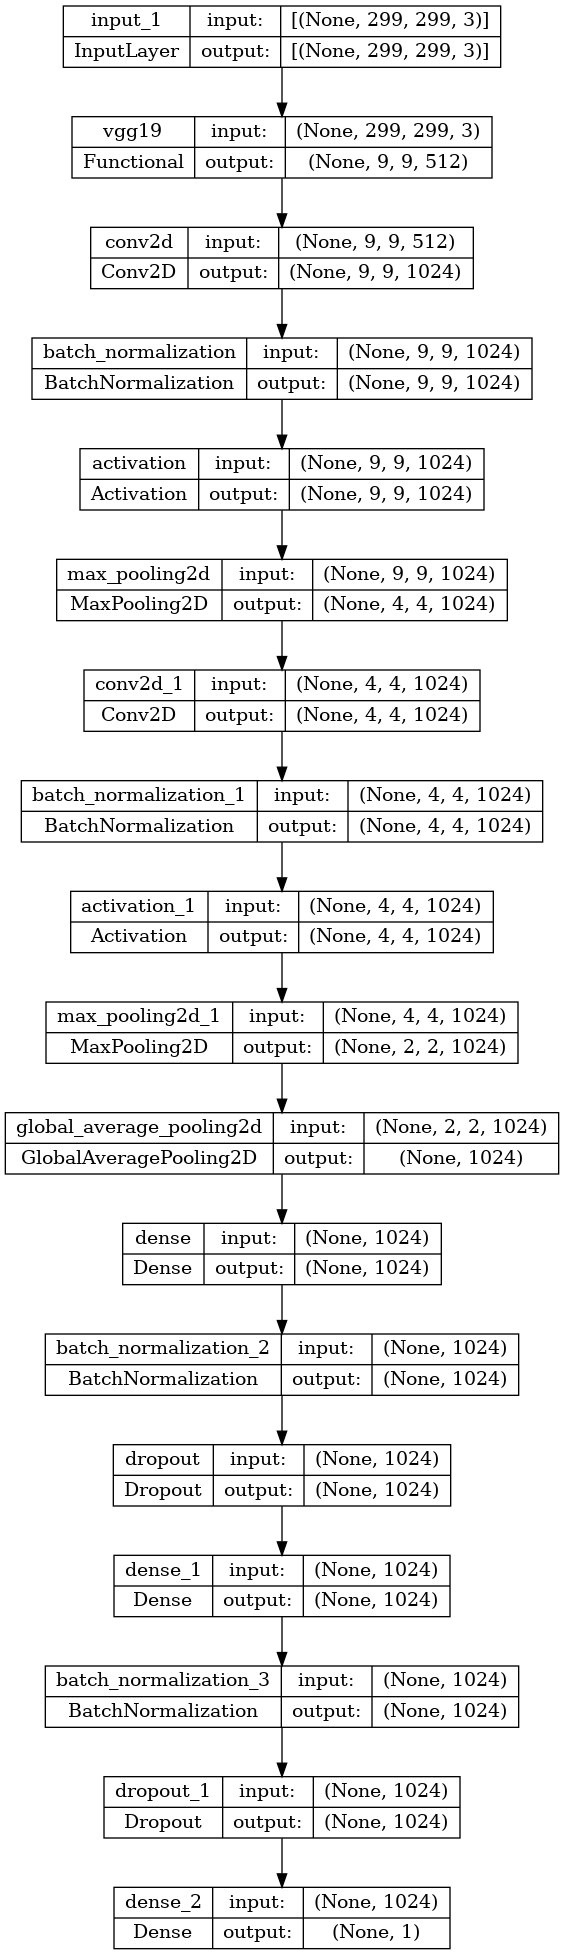 input_1 input: [(None, 299, 299, 3)]
InputLayer output: [(None, 299, 299, 3)]
vgg19 input: (None, 299, 299, 3)
Functional output: (None, 9, 9, 512)
conv2d input: (None, 9, 9, 512)
Conv2D output: (None, 9, 9, 1024)
batch_normalization input: (None, 9, 9, 1024)
BatchNormalization output: (None, 9, 9, 1024)
activation input: (None, 9, 9, 1024)
Activation output: (None, 9, 9, 1024)
max_pooling2d input: (None, 9, 9, 1024)
MaxPooling2D output: (None, 4, 4, 1024)
conv2d_1 input: (None, 4, 4, 1024)
Conv2D output: (None, 4, 4, 1024)
batch_normalization_1 input: (None, 4, 4, 1024)
BatchNormalization output: (None, 4, 4, 1024)
activation_1 input: (None, 4, 4, 1024)
Activation output: (None, 4, 4, 1024)
max_pooling2d_1 input: (None, 4, 4, 1024)
MaxPooling2D output: (None, 2, 2, 1024)
global_average_pooling2d input: (None, 2, 2, 1024)
GlobalAveragePooling2D output: (None, 1024)
dense input: (None, 1024)
Dense output: (None, 1024)
batch_normalization_2 input: (None, 1024)
BatchNormalization output: (None, 1024)
dropout input: (None, 1024)
Dropout output: (None, 1024)
dense_1 input: (None, 1024)
Dense output: (None, 1024)
batch_normalization_3 input: (None, 1024)
BatchNormalization output: (None, 1024)
dropout_1 input: (None, 1024)
Dropout output: (None, 1024)
dense_2 input: (None, 1024)
Dense output: (None, 1)